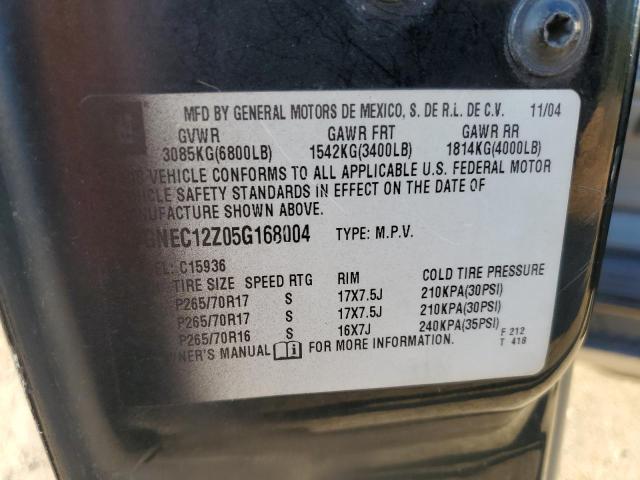 MFD BY GENERAL MOTORS DE MEXICO, S. DE R.L. DE C.V. 11/04
GVWR GAWR FRT GAWR RR
3085KG(6800LB) 1542KG(3400LB) 1814KG(4000LB)
VEHICLE CONFORMS TO ALL APPLICABLE U.S. FEDERAL MOTOR
VEHICLE SAFETY STANDARDS IN EFFECT ON THE DATE OF
MANUFACTURE SHOWN ABOVE.
GNEC12Z05G168004 TYPE: M.P.V.
C15936
TIRE SIZE SPEED RTG RIM COLD TIRE PRESSURE
P265/70R17 S 17X7.5J 210KPA(30PSI)
P265/70R17 S 17X7.5J 210KPA(30PSI)
P265/70R16 S 16X7J 240KPA(35PSI)
OWNER'S MANUAL FOR MORE INFORMATION.
F 212
T 418